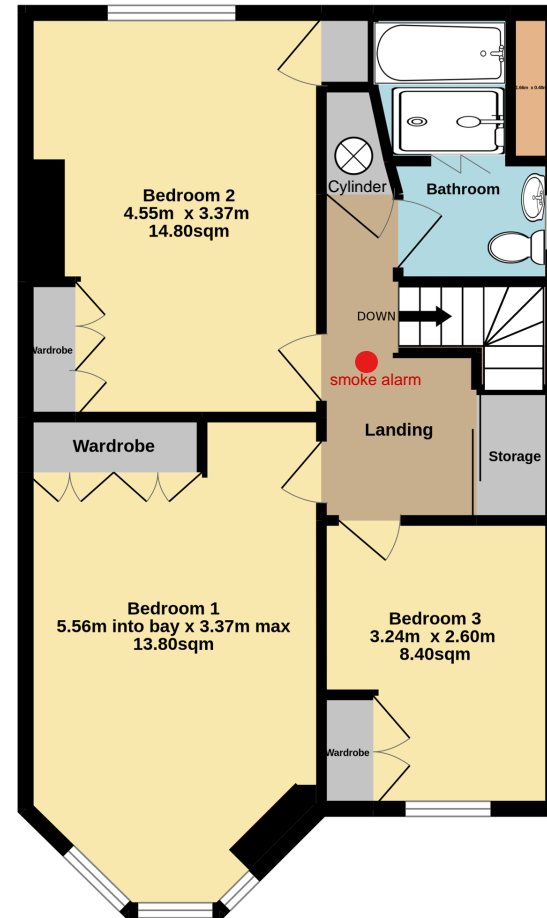 Bedroom 2
4.55m x 3.37m
14.80sqm
Cylinder
Bathroom
DOWN
smoke alarm
Landing
Storage
Wardrobe
Wardrobe
Bedroom 1
5.56m into bay x 3.37m max
13.80sqm
Bedroom 3
3.24m x 2.60m
8.40sqm
Wardrobe